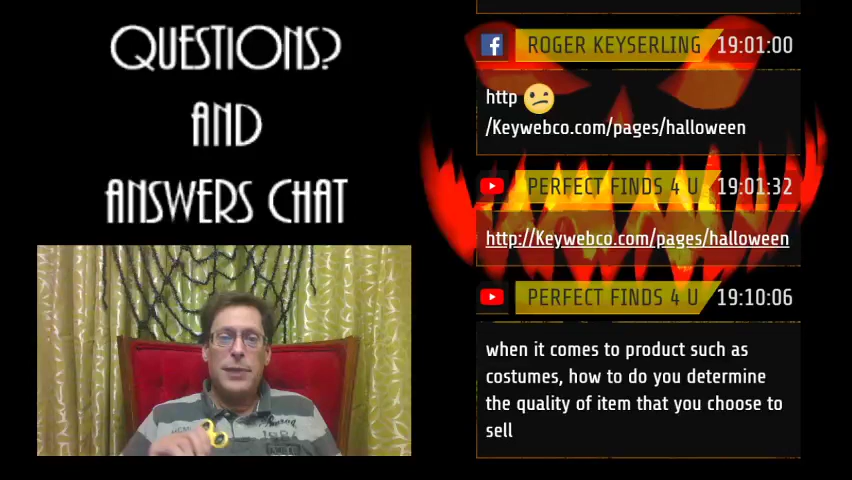 QUESTIONS?
AND
ANSWERS CHAT
ROGER KEYSERLING 19:01:00
http
/Keywebco.com/pages/halloween
PERFECT FINDS 4 U 19:01:32
http://Keywebco.com/pages/halloween
PERFECT FINDS 4 U 19:10:06
when it comes to product such as
costumes, how to do you determine
the quality of item that you choose to
sell